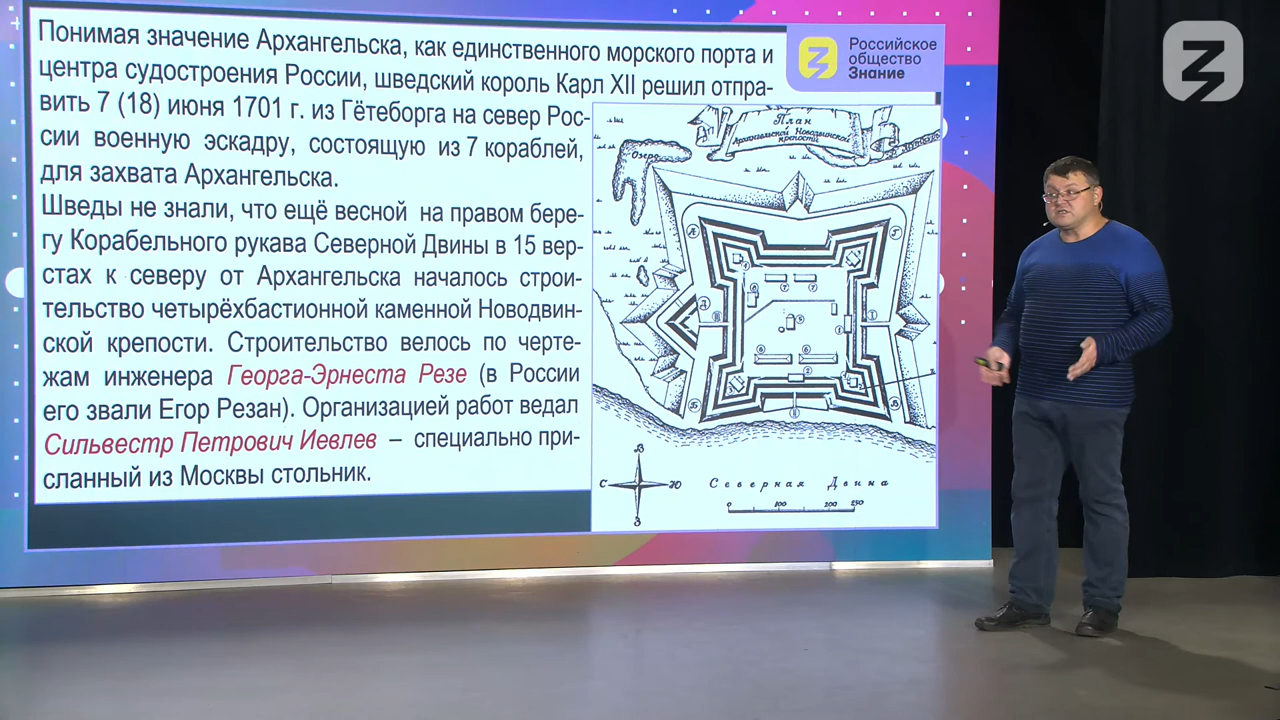 Понимая значение Архангельска, как единственного морского порта и
центра судостроения России, шведский король Карл XII решил отпра-
вить 7 (18) июня 1701 г. из Гётеборга на север Рос-
сии военную эскадру, состоящую из 7 кораблей,
для захвата Архангельска.
Шведы не знали, что ещё весной на правом бере-
гу Корабельного рукава Северной Двины в 15 вер-
стах к северу от Архангельска началось строи-
тельство четырёхбастионной каменной Новодвин-
ской крепости. Строительство велось по черте-
жам инженера Георга-Эрнеста Резе (в России
его звали Егор Резан). Организацией работ ведал
Сильвестр Петрович Иевлев – специально при-
сланный из Москвы стольник.
Российское
общество
Знание
План
Архангельской Новодвинской
крепости
Озеро
А
Г
Д
Б
В
В
С
Ю
З
Северная Двина
0 100 200 250